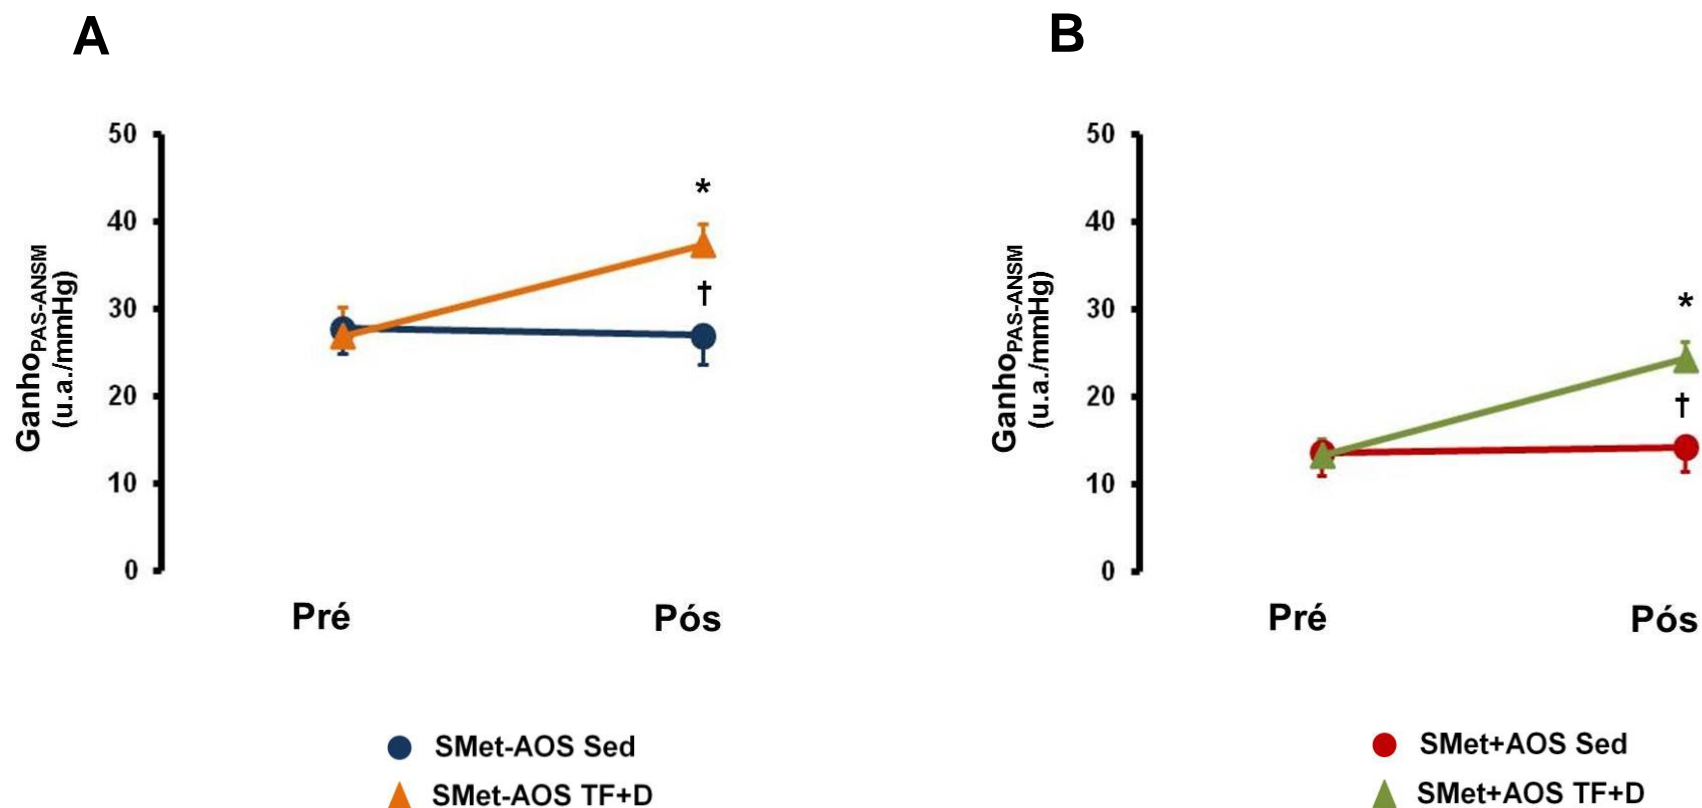 A
50
40
30
20
10
0
GanhoPAS-ANSM
(u.a./mmHg)
*
†
Pré
Pós
SMet-AOS Sed
SMet-AOS TF+D
B
50
40
30
20
10
0
GanhoPAS-ANSM
(u.a./mmHg)
*
†
Pré
Pós
SMet+AOS Sed
SMet+AOS TF+D